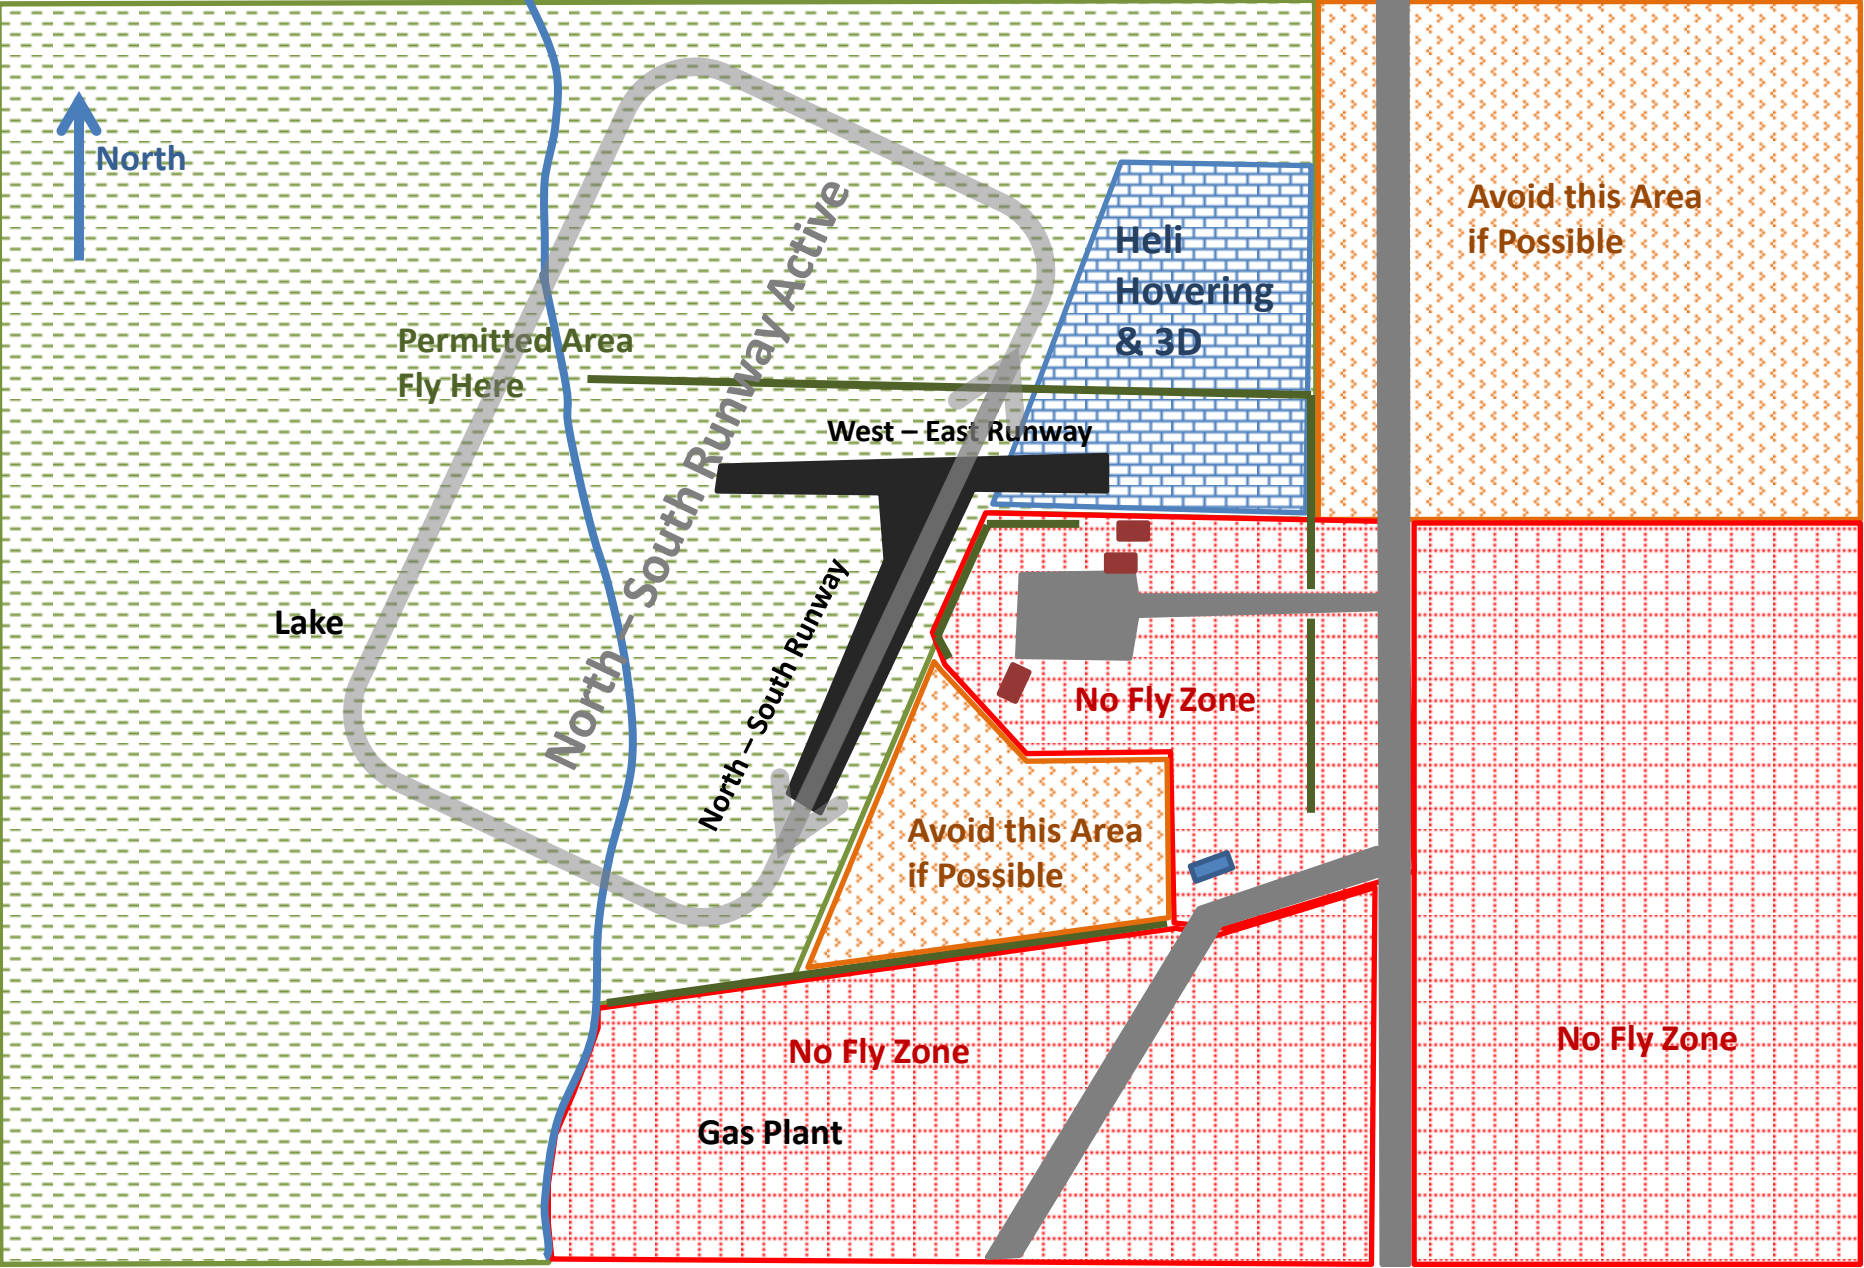 North
Avoid this Area
if Possible
Heli
Hovering
& 3D
North – South Runway Active
Permitted Area
Fly Here
West – East Runway
Lake
North – South Runway
No Fly Zone
Avoid this Area
if Possible
No Fly Zone
No Fly Zone
Gas Plant